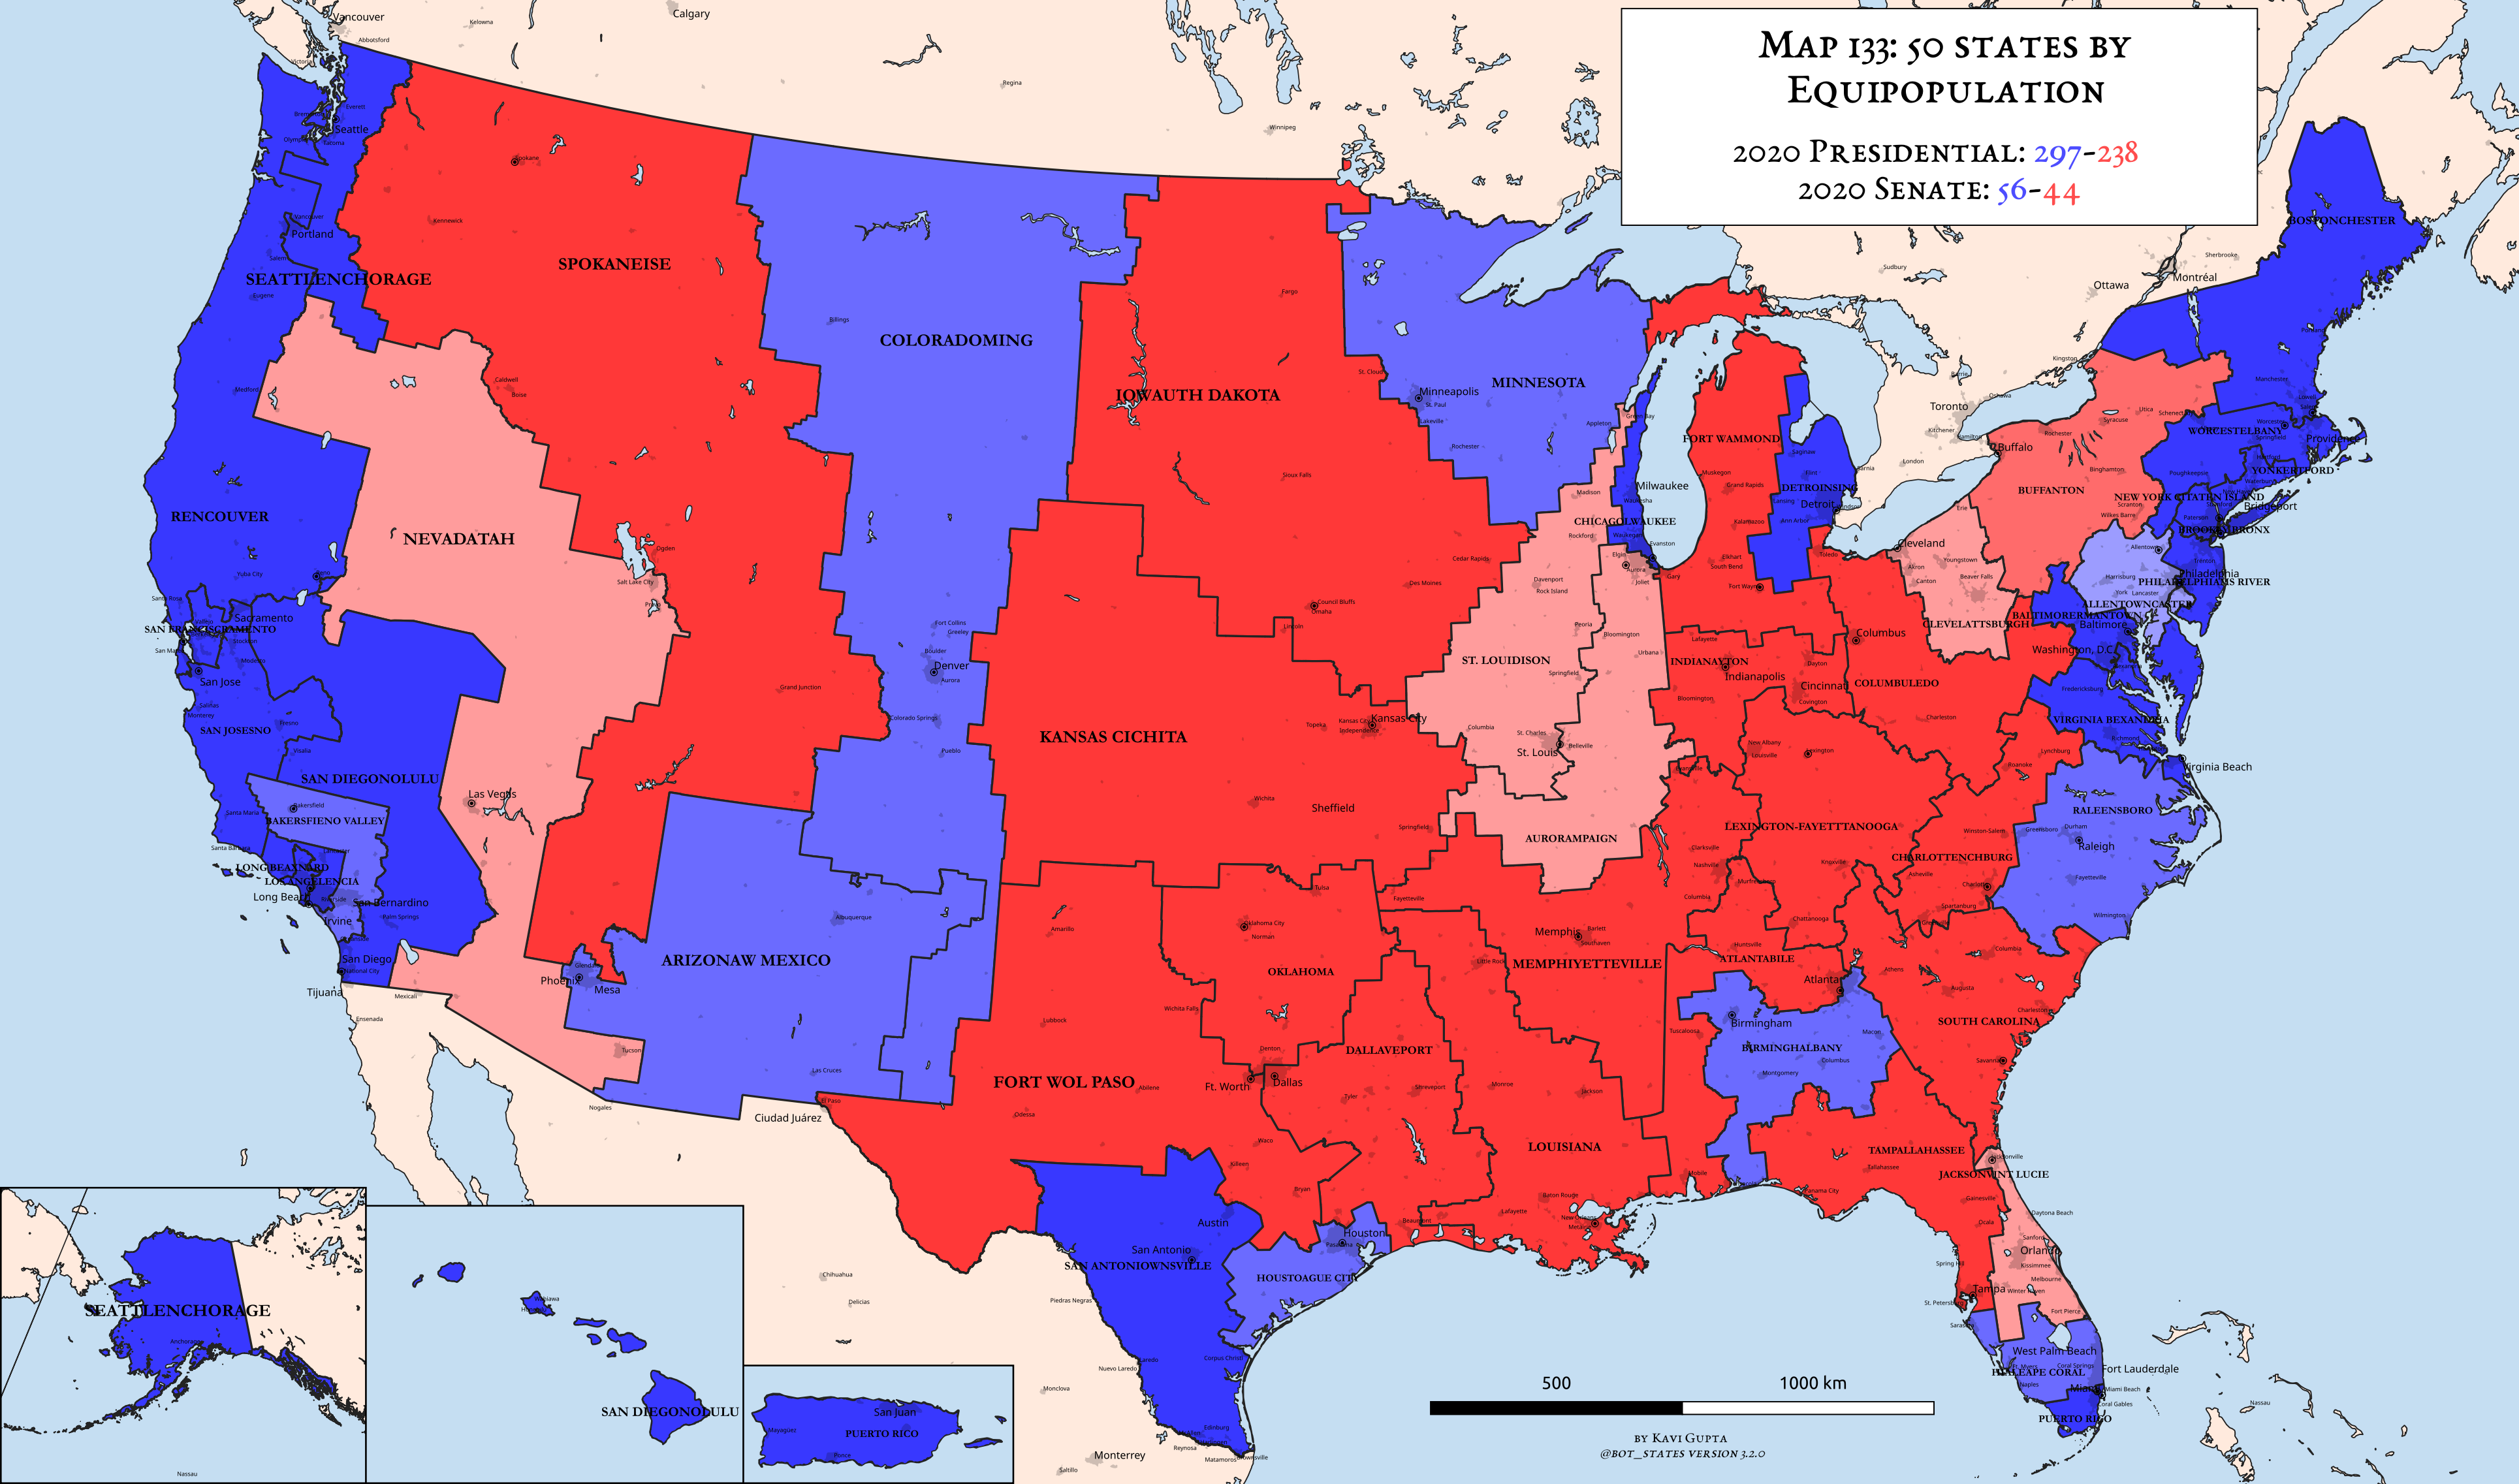 Map 133: 50 states by
Equipopulation
2020 Presidential: 297-238
2020 Senate: 56-44
Vancouver
Calgary
Kelowna
Abbotsford
Victoria
Regina
Winnipeg
Everett
Seattle
Spokane
Vancouver
Portland
Kennewick
Salem
Eugene
SEATTLENCHORAGE
SPOKANEISE
COLORADOMING
Billings
Fargo
IOWAUTH DAKOTA
St. Cloud
Minneapolis
St. Paul
Lakeville
Rochester
MINNESOTA
Sudbury
Ottawa
Montréal
Sherbrooke
BOSTONCHESTER
Portland
Manchester
Lowell
Kingston
Barrie
Oshawa
Toronto
Kitchener
Hamilton
London
Sarnia
Buffalo
Rochester
Syracuse
Utica
Binghamton
BUFFANTON
WORCESTELBANY
Worcester
Springfield
Providence
YONKERTFORD
Poughkeepsie
NEW YORK CITATEN ISLAND
Bridgeport
BROOKLYBRONX
Scranton
Wilkes Barre
Paterson
Allentown
Trenton
Philadelphia
PHILADELPHIAMS RIVER
Harrisburg
York
Lancaster
ALLENTOWNCASTER
BALTIMORERMANTOWN
Baltimore
Washington, D.C.
Fredericksburg
VIRGINIA BEXANDRIA
Richmond
Virginia Beach
Medford
Caldwell
Boise
RENCOUVER
NEVADATAH
Ogden
Salt Lake City
Provo
Yuba City
Reno
Santa Rosa
Vallejo
Sacramento
SAN FRANCISCRAMENTO
Stockton
Modesto
San Jose
Salinas
Monterey
SAN JOSESNO
Fresno
Visalia
SAN DIEGONOLULU
Bakersfield
BAKERSFIENO VALLEY
Santa Maria
Santa Barbara
Lancaster
LONG BEAXNARD
LOS ANGELENCIA
Long Beach
Riverside
San Bernardino
Irvine
Palm Springs
San Diego
National City
Tijuana
Mexicali
Ensenada
Las Vegas
Grand Junction
Fort Collins
Greeley
Boulder
Denver
Aurora
Colorado Springs
Pueblo
Sioux Falls
Des Moines
Cedar Rapids
Council Bluffs
Omaha
Lincoln
KANSAS CICHITA
Topeka
Kansas City
Kansas City
Independence
Wichita
Sheffield
Springfield
Green Bay
Appleton
Madison
Milwaukee
Waukesha
CHICAGOLWAUKEE
Rockford
Waukegan
Evanston
Elgin
Aurora
Joliet
Gary
Davenport
Rock Island
Peoria
Bloomington
Urbana
Springfield
ST. LOUIDISON
Columbia
St. Charles
St. Louis
Belleville
AURORAMPAIGN
FORT WAMMOND
Muskegon
Grand Rapids
Kalamazoo
Saginaw
Flint
DETROINSING
Lansing
Detroit
Windsor
Ann Arbor
Elkhart
South Bend
Fort Wayne
Toledo
Cleveland
Erie
Akron
Canton
Youngstown
Beaver Falls
CLEVELATTSBURGH
Columbus
Lafayette
INDIANAYTON
Indianapolis
Dayton
Cincinnati
Covington
Bloomington
COLUMBULEDO
Charleston
Evansville
New Albany
Louisville
Lexington
Roanoke
Lynchburg
LEXINGTON-FAYETTTANOOGA
Clarksville
Nashville
Murfreesboro
Columbia
Knoxville
Chattanooga
Asheville
Winston-Salem
CHARLOTTENCHBURG
Charlotte
Greensboro
Durham
Raleigh
RALEENSBORO
Fayetteville
Wilmington
Spartanburg
Greenville
Columbia
SOUTH CAROLINA
Charleston
Savannah
Augusta
Athens
Atlanta
ATLANTABILE
Huntsville
Birmingham
BIRMINGHALBANY
Tuscaloosa
Montgomery
Columbus
Macon
Phoenix
Glendale
Mesa
Tucson
Nogales
ARIZONAW MEXICO
Albuquerque
Las Cruces
El Paso
Ciudad Juárez
Amarillo
Lubbock
FORT WOL PASO
Abilene
Odessa
Oklahoma City
Norman
Tulsa
OKLAHOMA
Wichita Falls
Denton
Ft. Worth
Dallas
DALLAVEPORT
Tyler
Shreveport
Waco
Killeen
Bryan
Fayetteville
Little Rock
Memphis
Bartlett
Southaven
MEMPHIYETTEVILLE
Monroe
Jackson
LOUISIANA
Mobile
Baton Rouge
Lafayette
New Orleans
Metairie
Beaumont
Houston
Pasadena
HOUSTOAGUE CITY
Austin
San Antonio
SAN ANTONIOWNSVILLE
Corpus Christi
Laredo
Nuevo Laredo
Piedras Negras
Chihuahua
Delicias
Monclova
Monterrey
Saltillo
Reynosa
McAllen
Edinburg
Harlingen
Matamoros
Brownsville
TAMPALLAHASSEE
Tallahassee
Panama City
Jacksonville
JACKSONVINT LUCIE
Gainesville
Daytona Beach
Ocala
Sanford
Orlando
Kissimmee
Melbourne
Spring Hill
Tampa
Winter Haven
St. Petersburg
Fort Pierce
Sarasota
West Palm Beach
Ft. Myers
Coral Springs
Fort Lauderdale
HIALEAPE CORAL
Naples
Miami
Miami Beach
Coral Gables
PUERTO RICO
Nassau
SEATTLENCHORAGE
Anchorage
Nassau
Wahiawa
SAN DIEGONOLULU
San Juan
Mayagüez
PUERTO RICO
Ponce
500
1000 km
by Kavi Gupta
@bot_states version 3.2.0